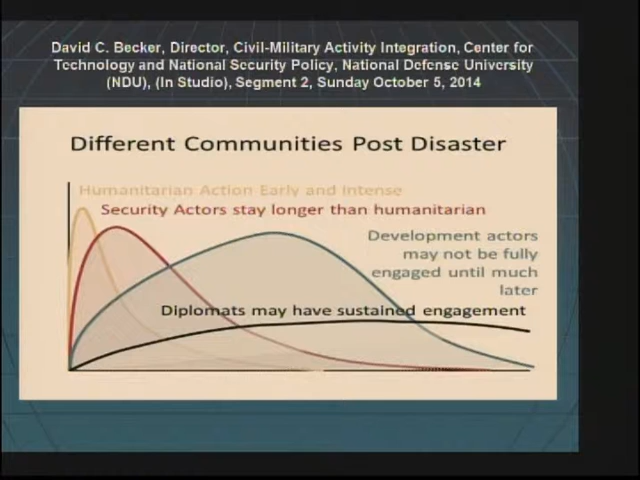 David C. Becker, Director, Civil-Military Activity Integration, Center for
Technology and National Security Policy, National Defense University
(NDU), (In Studio), Segment 2, Sunday October 5, 2014
Different Communities Post Disaster
Humanitarian Action Early and Intense
Security Actors stay longer than humanitarian
Development actors
may not be fully
engaged until much
later
Diplomats may have sustained engagement